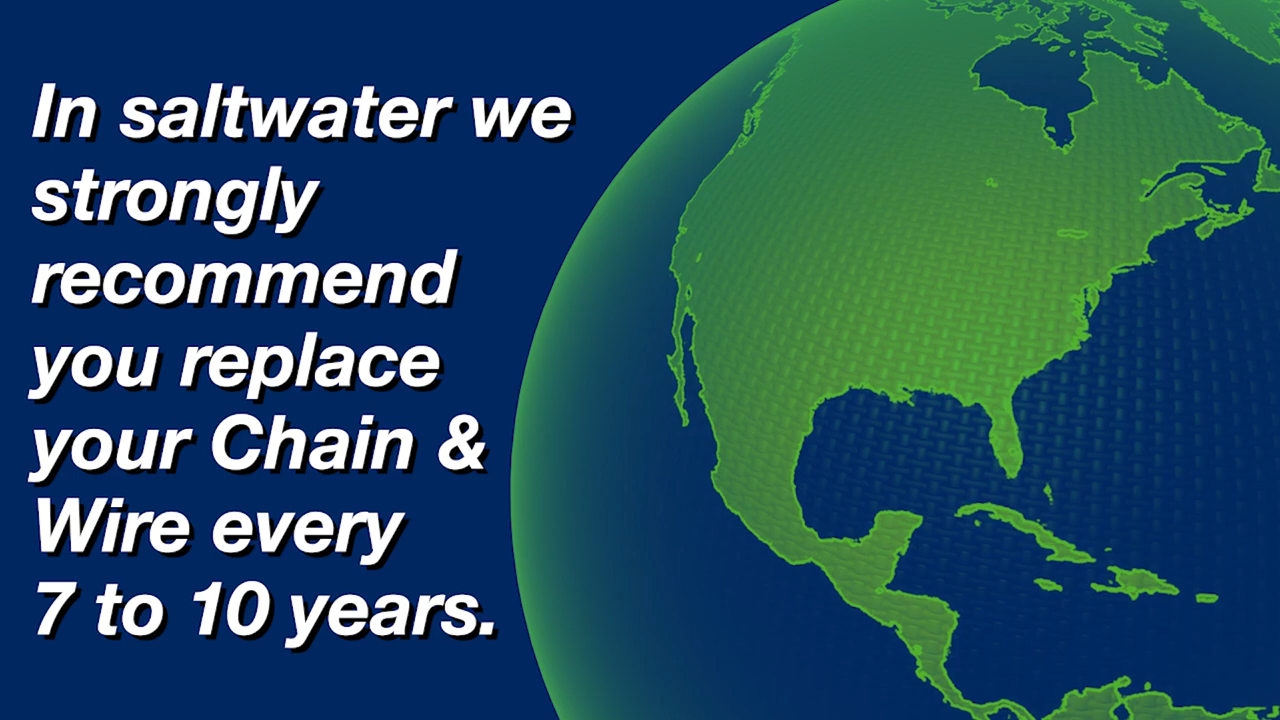 In saltwater we
strongly
recommend
you replace
your Chain &
Wire every
7 to 10 years.